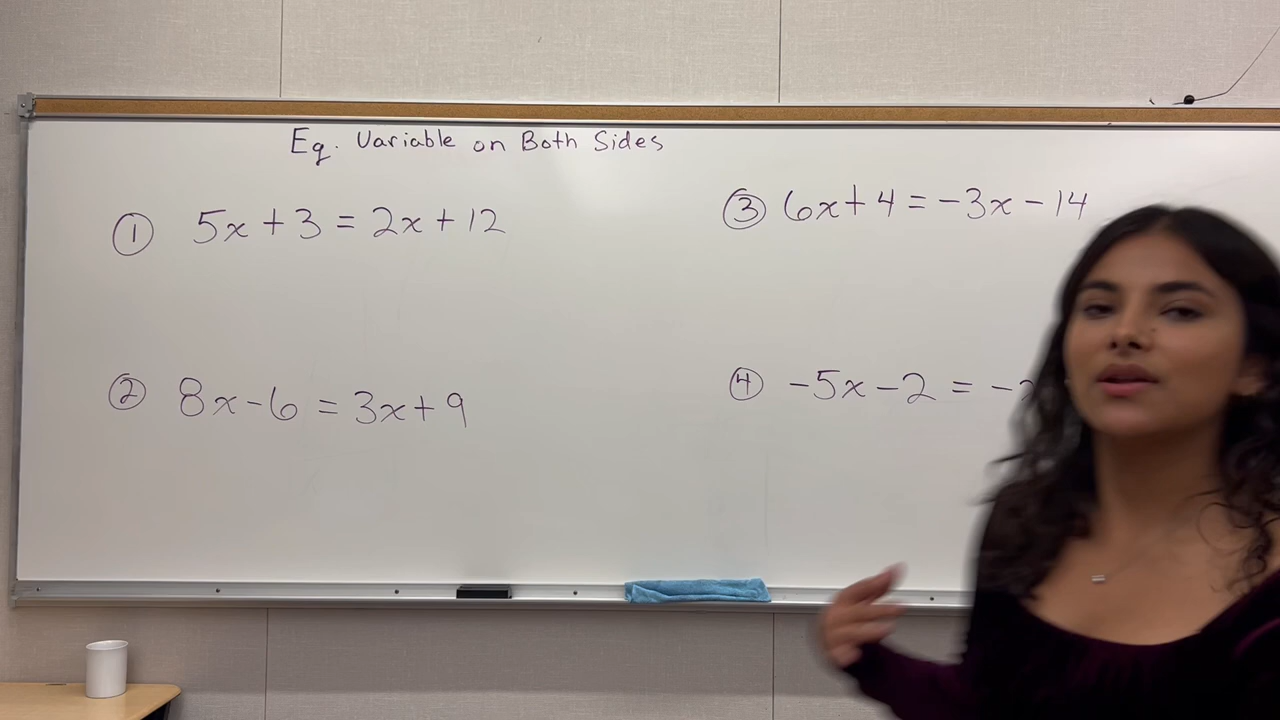 Eq. Variable on Both Sides
① 5x + 3 = 2x + 12
② 8x - 6 = 3x + 9
③ 6x + 4 = -3x - 14
④ -5x - 2 = -